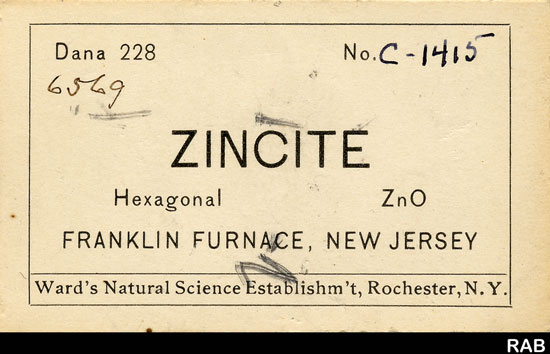 Dana 228 No. C-1415
6569
ZINCITE
Hexagonal ZnO
FRANKLIN FURNACE, NEW JERSEY
Ward's Natural Science Establishm't, Rochester, N.Y.
RAB